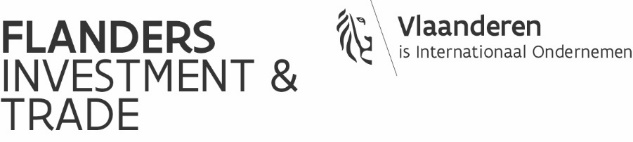 FLANDERS
INVESTMENT &
TRADE
Vlaanderen
is Internationaal Ondernemen